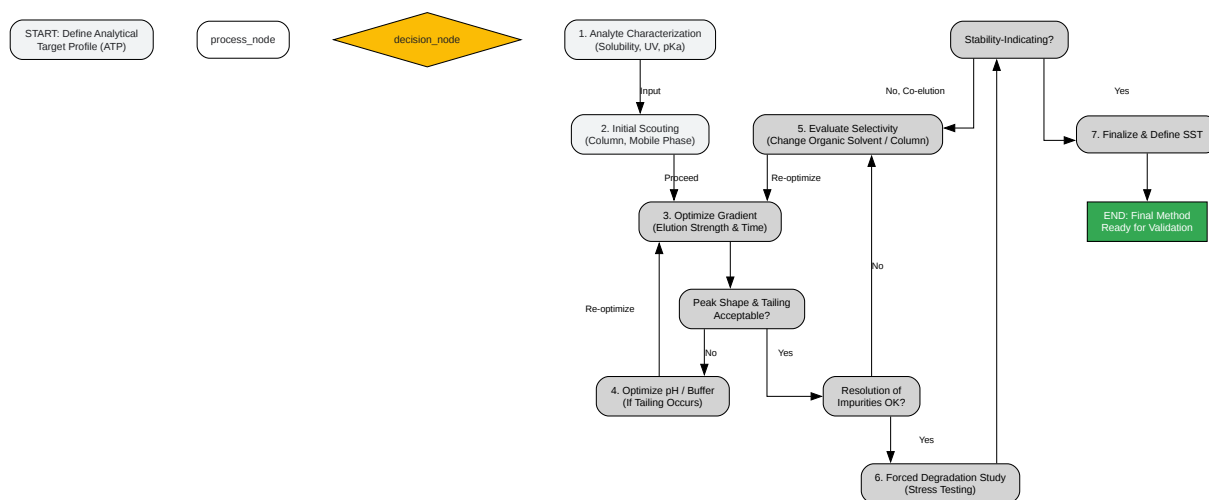 START: Define Analytical
Target Profile (ATP)
process_node
decision_node
1. Analyte Characterization
(Solubility, UV, pKa)
Stability-Indicating?
Input
No, Co-elution
Yes
2. Initial Scouting
(Column, Mobile Phase)
5. Evaluate Selectivity
(Change Organic Solvent / Column)
7. Finalize & Define SST
Proceed
Re-optimize
3. Optimize Gradient
(Elution Strength & Time)
END: Final Method
Ready for Validation
No
Peak Shape & Tailing
Acceptable?
Re-optimize
No
Yes
4. Optimize pH / Buffer
(If Tailing Occurs)
Resolution of
Impurities OK?
Yes
6. Forced Degradation Study
(Stress Testing)